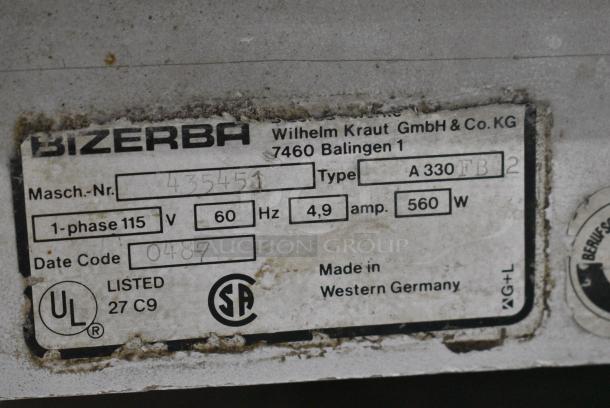 BIZERBA
Wilhelm Kraut GmbH & Co. KG
7460 Balingen 1
Masch.-Nr. 435451 Type A 330 FB 2
1-phase 115 V 60 Hz 4,9 amp. 560 W
Date Code 0487
AUCTION GROUP
UL ® LISTED
27 C9
CSA
Made in
Western Germany
G+L
BERUFS